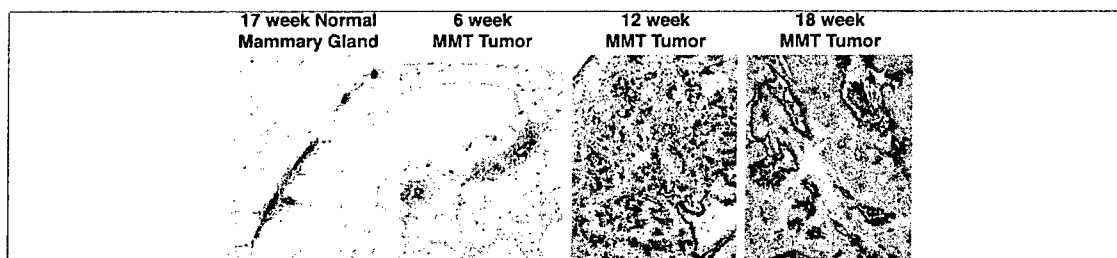 17 week Normal
Mammary Gland
6 week
MMT Tumor
12 week
MMT Tumor
18 week
MMT Tumor